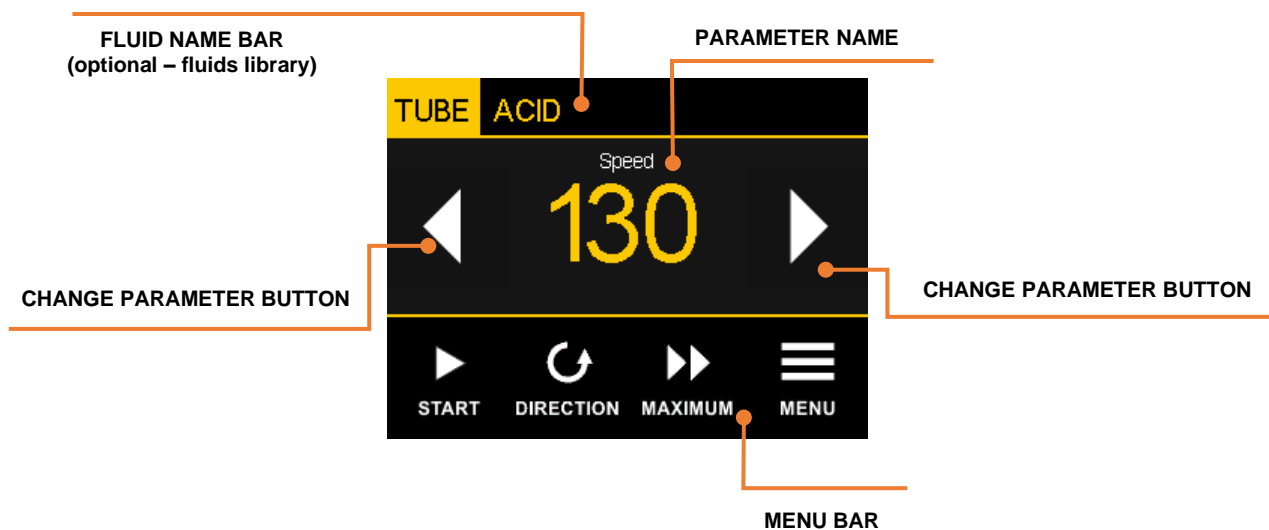 FLUID NAME BAR
(optional – fluids library)
PARAMETER NAME
TUBE ACID
Speed
130
CHANGE PARAMETER BUTTON
CHANGE PARAMETER BUTTON
START DIRECTION MAXIMUM MENU
MENU BAR